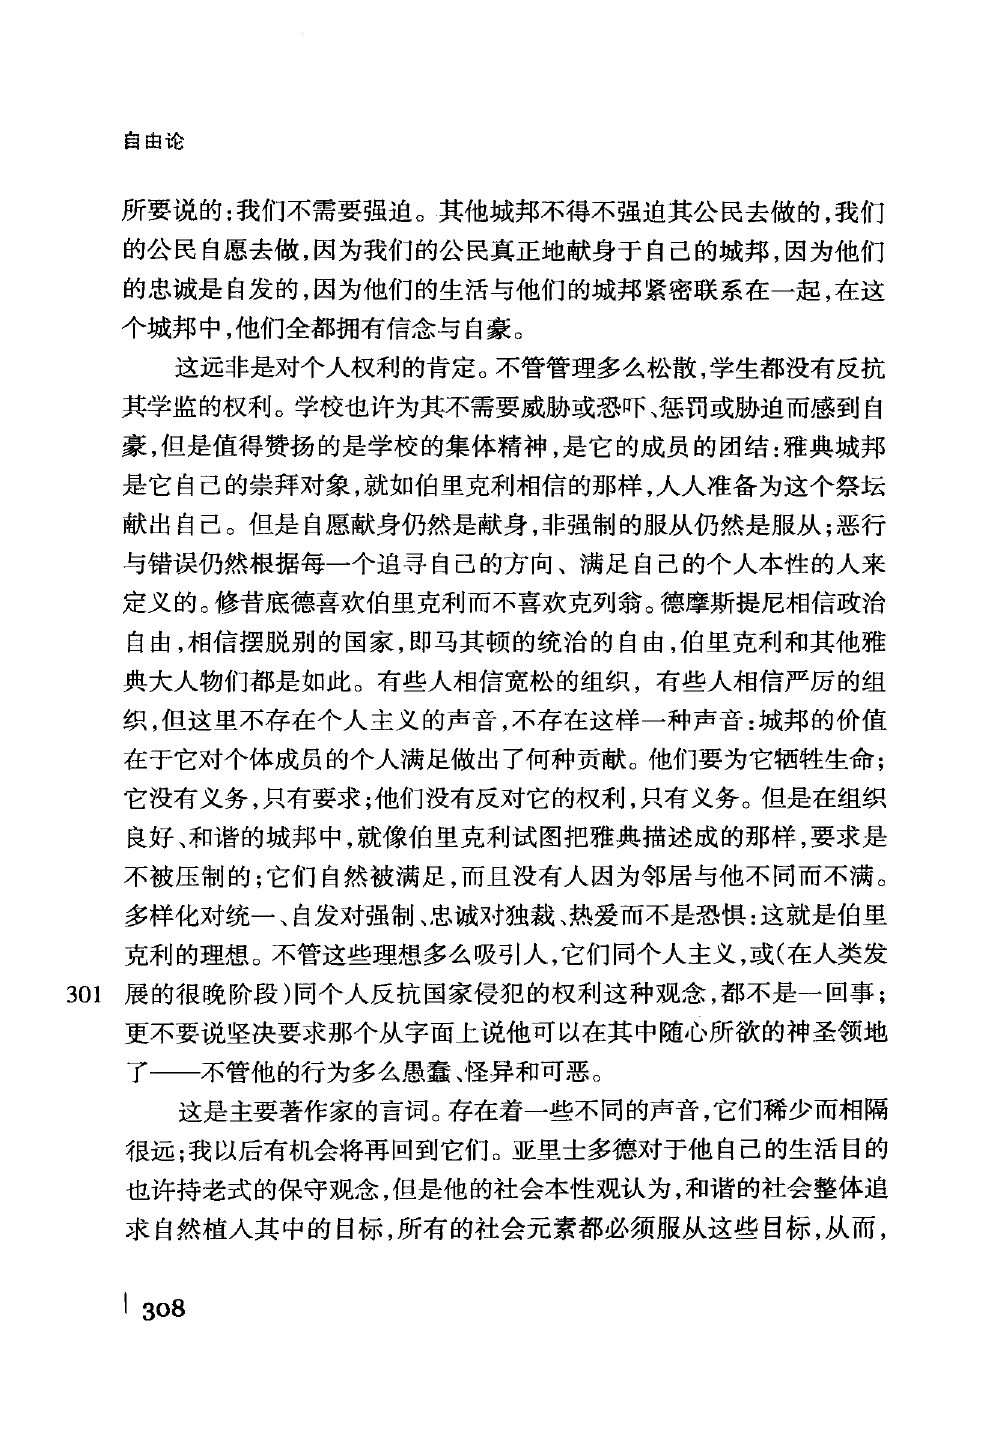 自由论
所要说的:我们不需要强迫。其他城邦不得不强迫其公民去做的,我们
的公民自愿去做,因为我们的公民真正地献身于自己的城邦,因为他们
的忠诚是自发的,因为他们的生活与他们的城邦紧密联系在一起,在这
个城邦中,他们全都拥有信念与自豪。
这远非是对个人权利的肯定。不管管理多么松散,学生都没有反抗
其学监的权利。学校也许为其不需要威胁或恐吓、惩罚或胁迫而感到自
豪,但是值得赞扬的是学校的集体精神,是它的成员的团结:雅典城邦
是它自己的崇拜对象,就如伯里克利相信的那样,人人准备为这个祭坛
献出自己。但是自愿献身仍然是献身,非强制的服从仍然是服从;恶行
与错误仍然根据每一个追寻自己的方向、满足自己的个人本性的人来
定义的。修昔底德喜欢伯里克利而不喜欢克列翁。德摩斯提尼相信政治
自由,相信摆脱别的国家,即马其顿的统治的自由,伯里克利和其他雅
典大人物们都是如此。有些人相信宽松的组织,有些人相信严厉的组
织,但这里不存在个人主义的声音,不存在这样一种声音:城邦的价值
在于它对个体成员的个人满足做出了何种贡献。他们要为它牺牲生命;
它没有义务,只有要求;他们没有反对它的权利,只有义务。但是在组织
良好、和谐的城邦中,就像伯里克利试图把雅典描述成的那样,要求是
不被压制的;它们自然被满足,而且没有人因为邻居与他不同而不满。
多样化对统一、自发对强制、忠诚对独裁、热爱而不是恐惧:这就是伯里
克利的理想。不管这些理想多么吸引人,它们同个人主义,或(在人类发
301 展的很晚阶段)同个人反抗国家侵犯的权利这种观念,都不是一回事;
更不要说坚决要求那个从字面上说他可以在其中随心所欲的神圣领地
了——不管他的行为多么愚蠢、怪异和可恶。
这是主要著作家的言词。存在着一些不同的声音,它们稀少而相隔
很远;我以后有机会将再回到它们。亚里士多德对于他自己的生活目的
也许持老式的保守观念,但是他的社会本性观认为,和谐的社会整体追
求自然植入其中的目标,所有的社会元素都必须服从这些目标,从而,
308